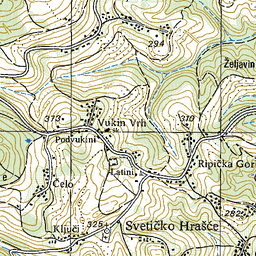 294
Željavin
373
Vukin Vrh
310
Podvukini
Ripička Gor
Latini
e
Čelo
Ključi
325
Svetičko Hrašće
282